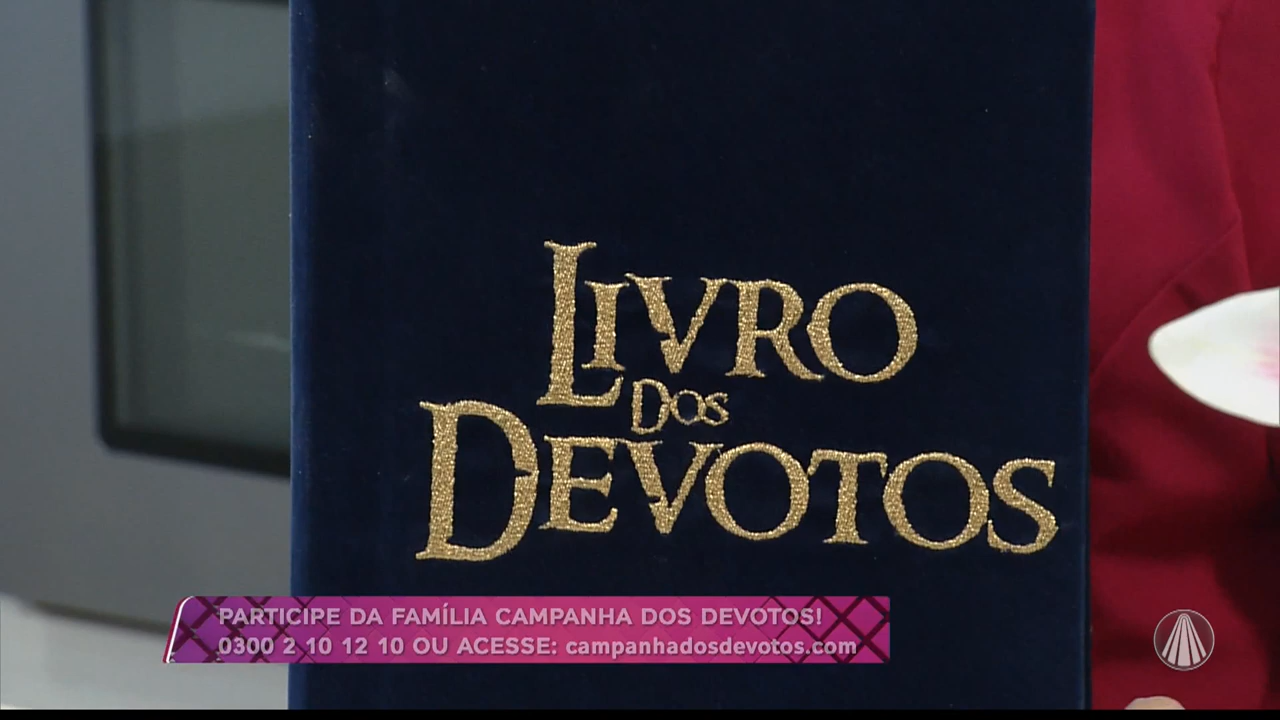 LIVRO
DOS
DEVOTOS
PARTICIPE DA FAMÍLIA CAMPANHA DOS DEVOTOS!
0300 2 10 12 10 OU ACESSE: campanhadosdevotos.com